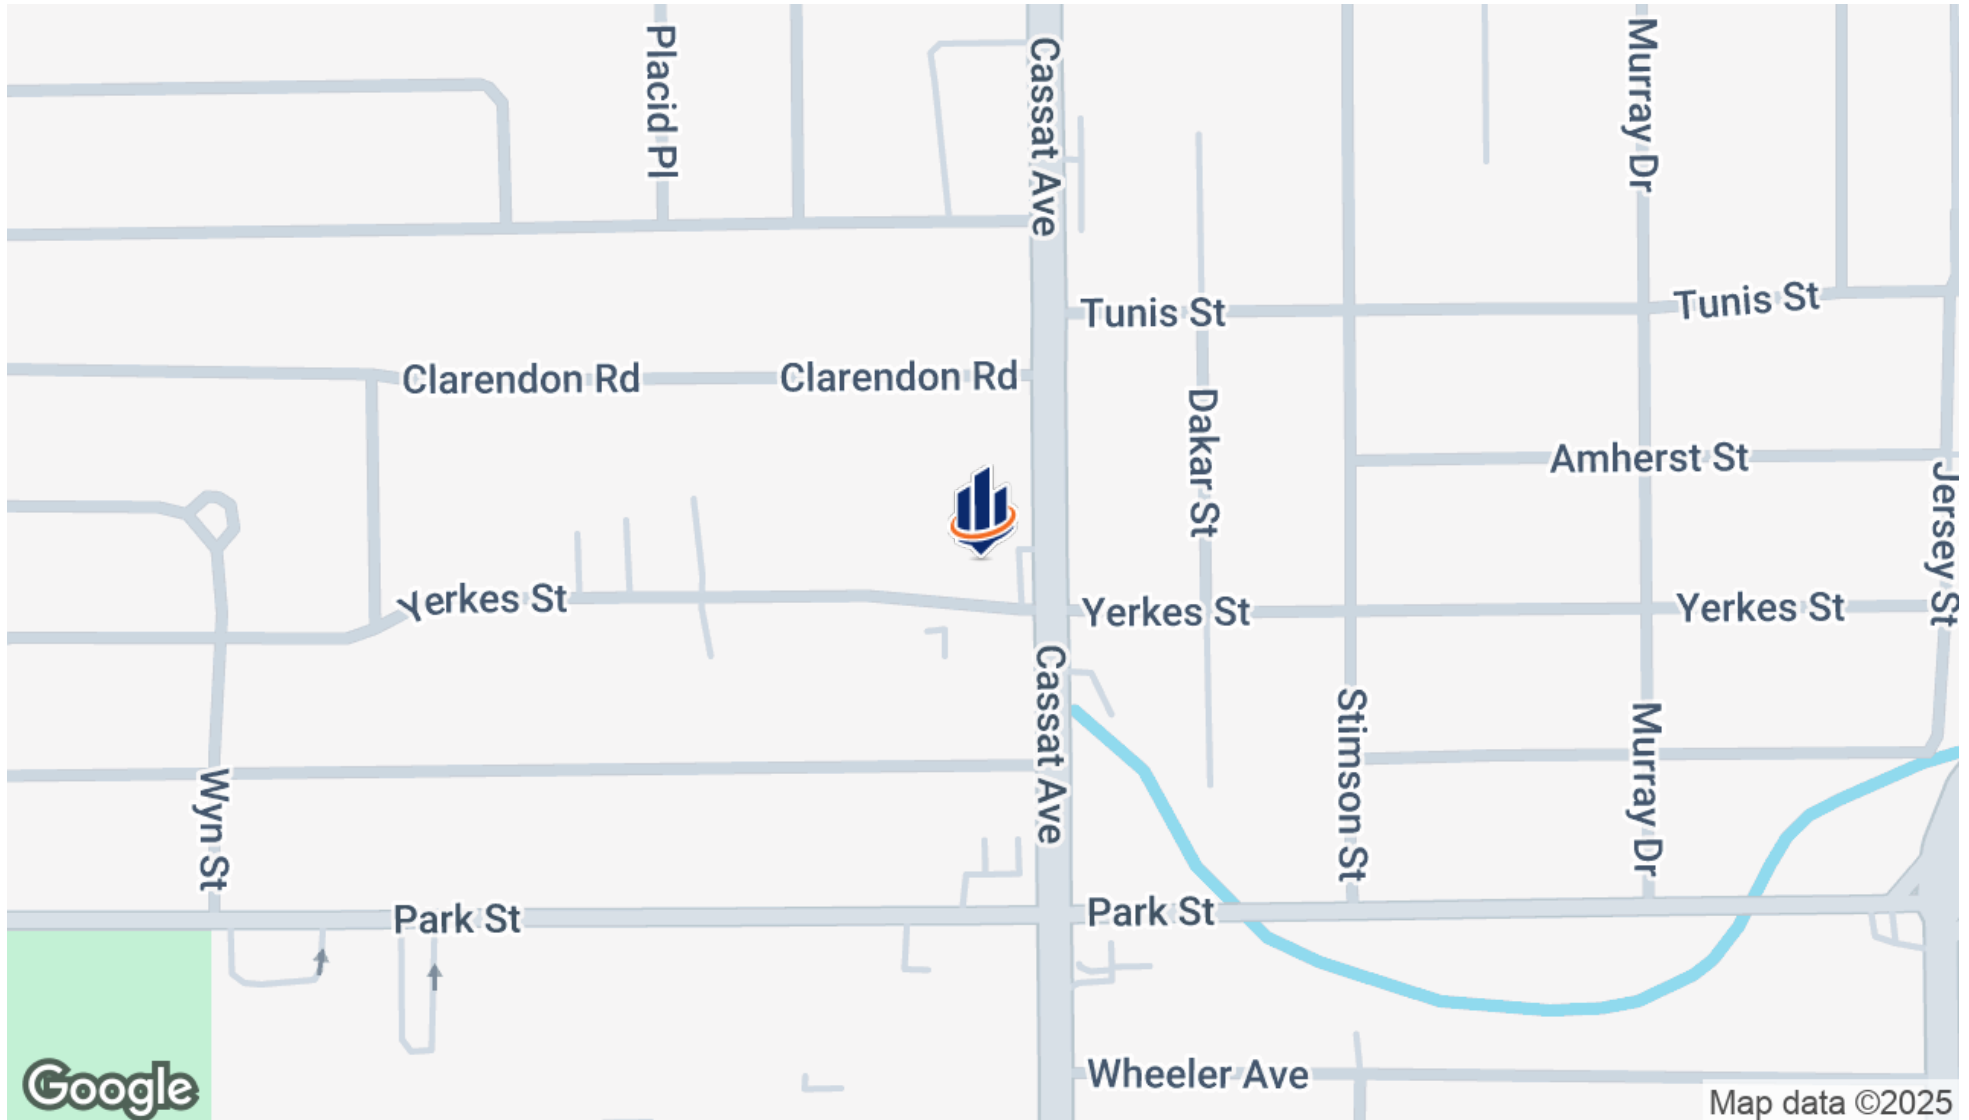 Placid Pl
Cassat Ave
Murray Dr
Tunis St
Tunis St
Clarendon Rd
Clarendon Rd
Dakar St
Amherst St
Jersey St
Yerkes St
Yerkes St
Yerkes St
Cassat Ave
Stimson St
Murray Dr
Wyn St
Park St
Park St
Wheeler Ave
Google
Map data ©2025